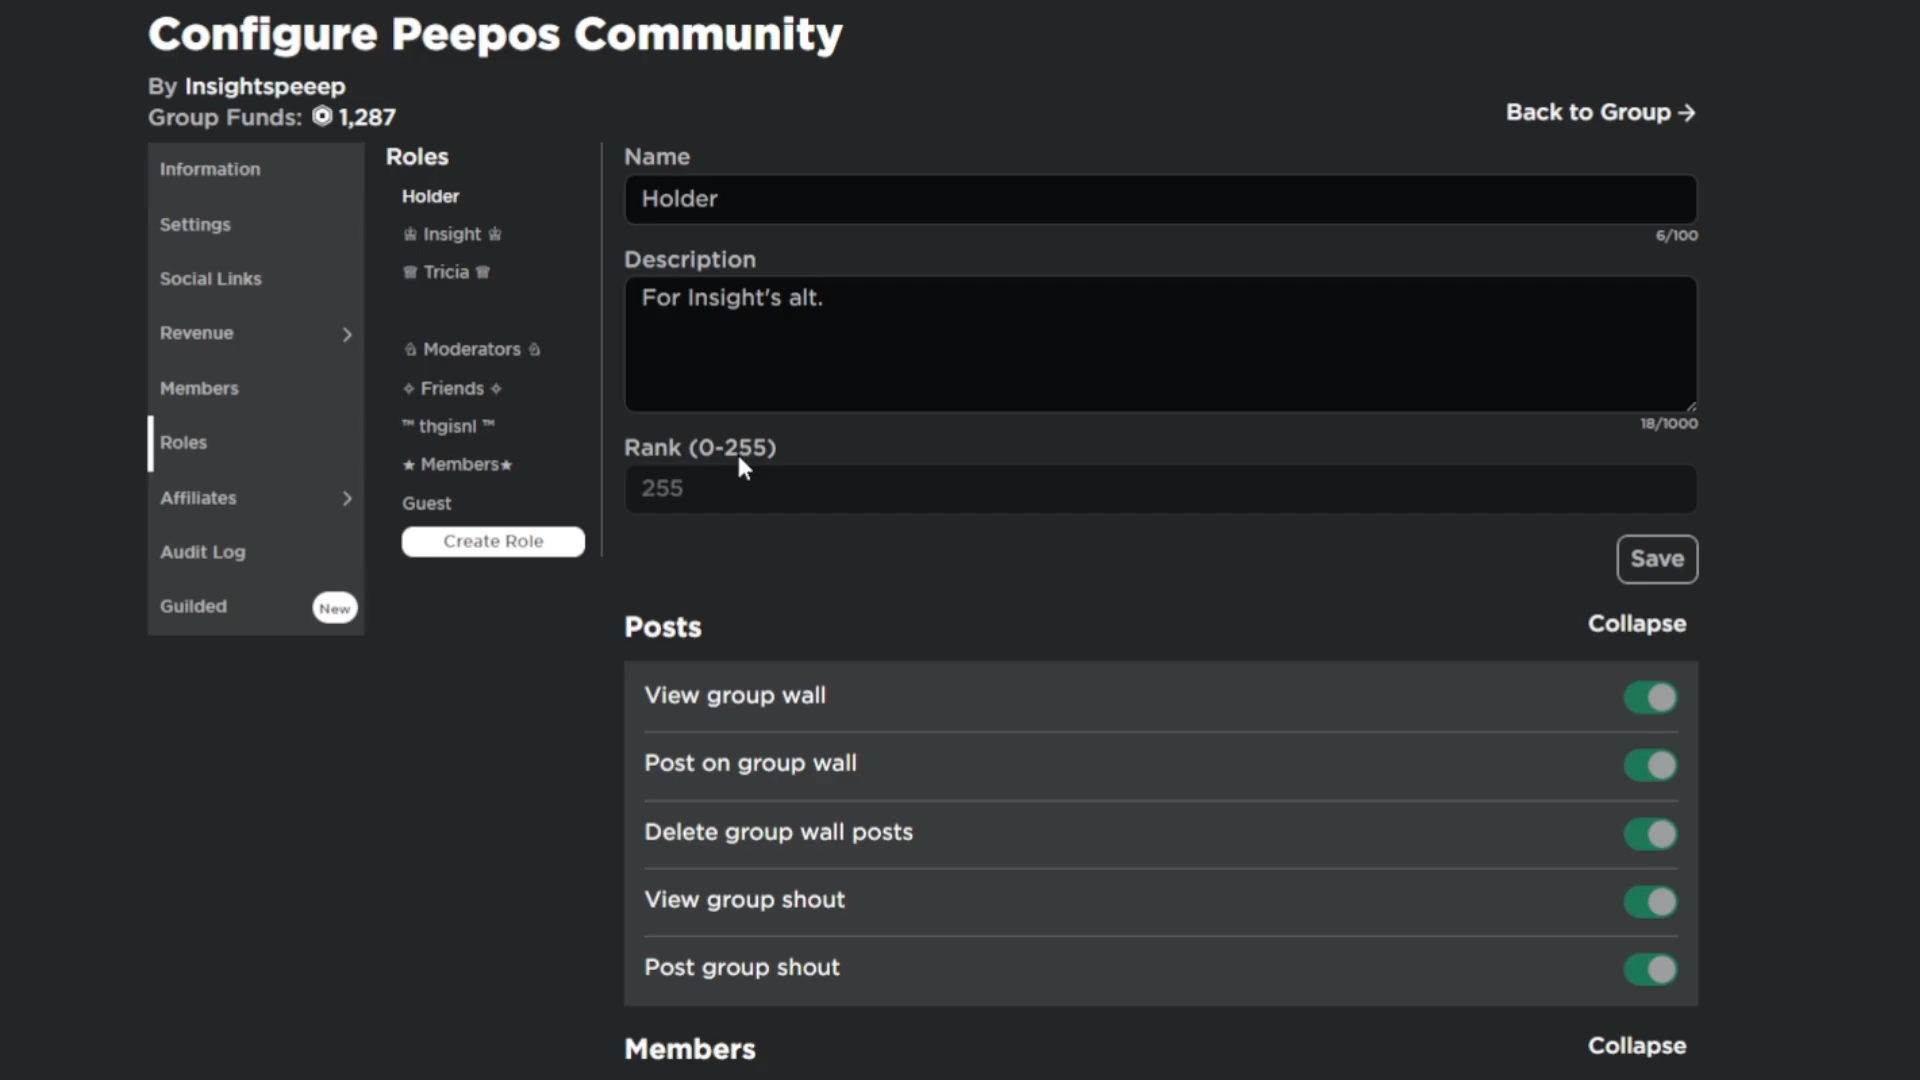 Configure Peepos Community
By Insightspeeep
Group Funds: 1,287
Back to Group →
Information
Settings
Social Links
Revenue
Members
Roles
Affiliates
Audit Log
Guilded New
Roles
Holder
♔ Insight ♔
♕ Tricia ♕
♘ Moderators ♘
✧ Friends ✧
™ thgisnI ™
★ Members★
Guest
Create Role
Name
Holder
6/100
Description
For Insight's alt.
18/1000
Rank (0-255)
255
Save
Posts Collapse
View group wall
Post on group wall
Delete group wall posts
View group shout
Post group shout
Members Collapse